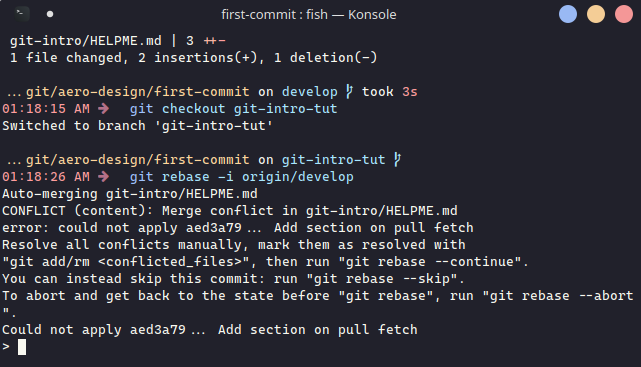 first-commit : fish — Konsole
git-intro/HELPME.md | 3 ++-
1 file changed, 2 insertions(+), 1 deletion(-)
…git/aero-design/first-commit on develop took 3s
01:18:15 AM → git checkout git-intro-tut
Switched to branch 'git-intro-tut'
…git/aero-design/first-commit on git-intro-tut
01:18:26 AM → git rebase -i origin/develop
Auto-merging git-intro/HELPME.md
CONFLICT (content): Merge conflict in git-intro/HELPME.md
error: could not apply aed3a79... Add section on pull fetch
Resolve all conflicts manually, mark them as resolved with
"git add/rm <conflicted_files>", then run "git rebase --continue".
You can instead skip this commit: run "git rebase --skip".
To abort and get back to the state before "git rebase", run "git rebase --abort
".
Could not apply aed3a79... Add section on pull fetch
>